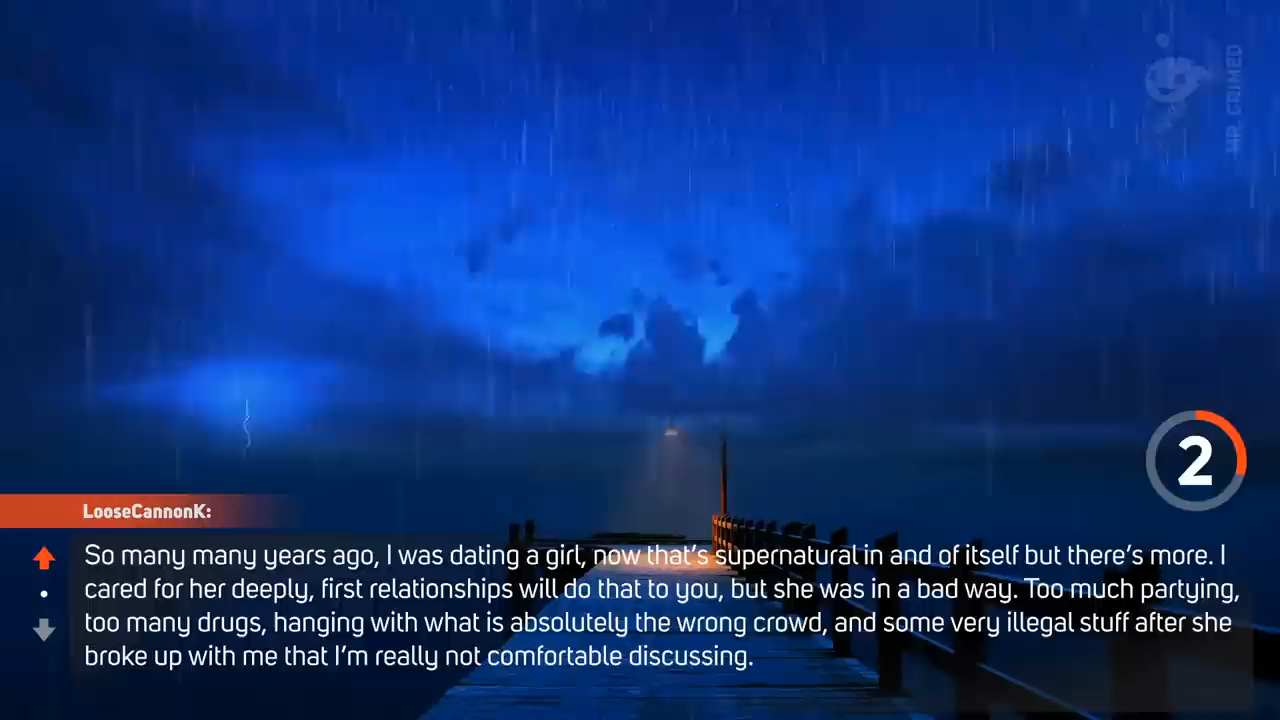 MR. CRIMED
2
LooseCannonK:
So many many years ago, I was dating a girl, now that's supernatural in and of itself but there's more. I
cared for her deeply, first relationships will do that to you, but she was in a bad way. Too much partying,
too many drugs, hanging with what is absolutely the wrong crowd, and some very illegal stuff after she
broke up with me that I'm really not comfortable discussing.